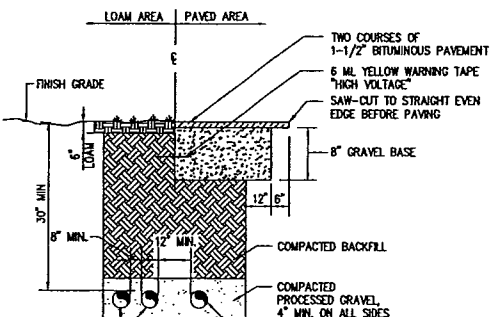 LOAM AREA PAVED AREA
TWO COURSES OF
1-1/2" BITUMINOUS PAVEMENT
6 ML YELLOW WARNING TAPE
"HIGH VOLTAGE"
SAW-CUT TO STRAIGHT EVEN
EDGE BEFORE PAVING
FINISH GRADE
6"
LOAM
8" GRAVEL BASE
30" MIN
12" 6"
8" MIN.
12" MIN.
COMPACTED BACKFILL
COMPACTED
PROCESSED GRAVEL,
4" MIN. ON ALL SIDES